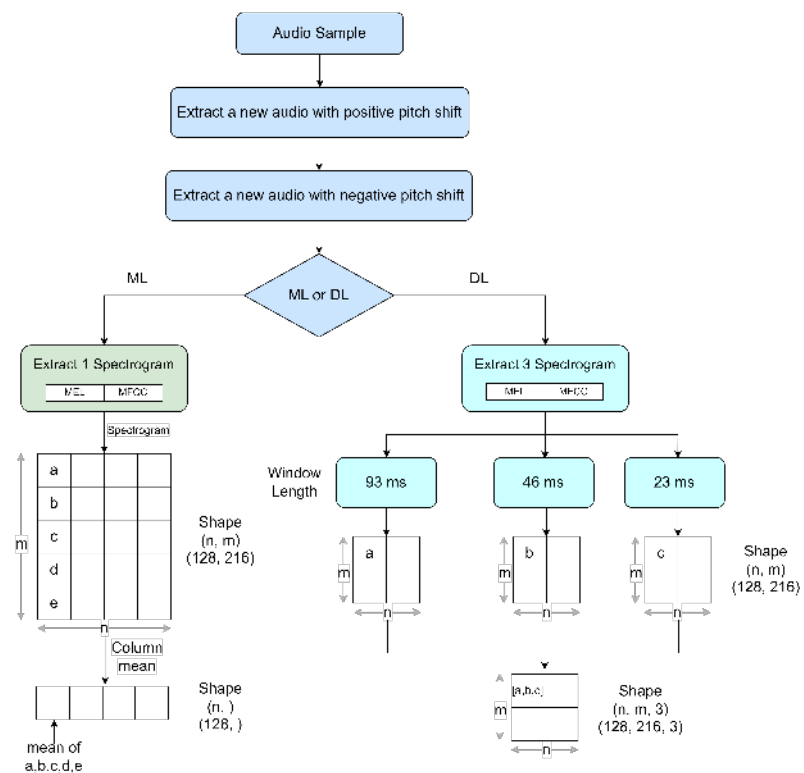 Audio Sample
Extract a new audio with positive pitch shift
Extract a new audio with negative pitch shift
ML
DL
ML or DL
Extract 1 Spectrogram
MEL
MFCC
Spectrogram
Extract 3 Spectrogram
MEL
MFCC
Window
Length
93 ms
46 ms
23 ms
a
b
c
d
e
m
n
Shape
(n, m)
(128, 216)
a
m
n
b
m
n
c
m
n
Shape
(n, m)
(128, 216)
Column
mean
Shape
(n, )
(128, )
mean of
a,b,c,d,e
[a,b,c]
m
n
Shape
(n, m, 3)
(128, 216, 3)